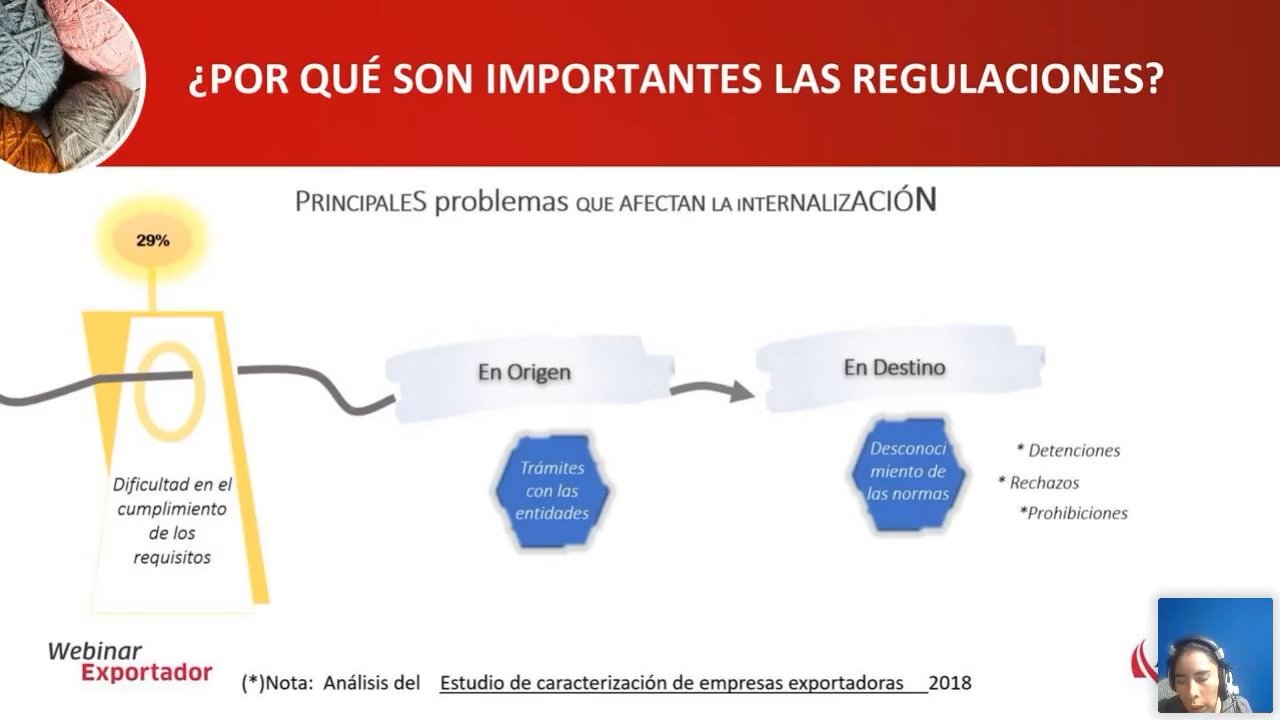 ¿POR QUÉ SON IMPORTANTES LAS REGULACIONES?
PRINCIPALES problemas QUE AFECTAN LA INTERNALIZACIÓN
29%
Dificultad en el
cumplimiento
de los
requisitos
En Origen
Trámites
con las
entidades
En Destino
Desconoci
miento de
las normas
* Detenciones
* Rechazos
*Prohibiciones
Webinar
Exportador
(*)Nota: Análisis del Estudio de caracterización de empresas exportadoras 2018